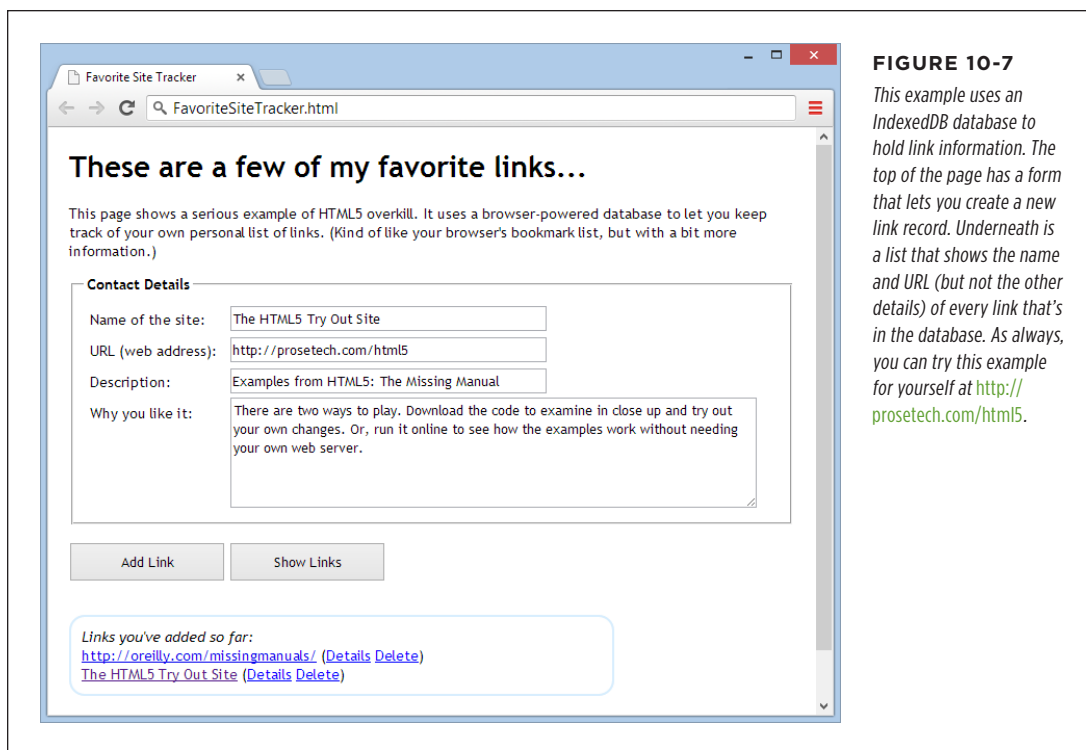 Favorite Site Tracker
FavoriteSiteTracker.html
These are a few of my favorite links...
This page shows a serious example of HTML5 overkill. It uses a browser-powered database to let you keep
track of your own personal list of links. (Kind of like your browser's bookmark list, but with a bit more
information.)
Contact Details
Name of the site: The HTML5 Try Out Site
URL (web address): http://prosetech.com/html5
Description: Examples from HTML5: The Missing Manual
Why you like it: There are two ways to play. Download the code to examine in close up and try out
your own changes. Or, run it online to see how the examples work without needing
your own web server.
Add Link Show Links
Links you've added so far:
http://oreilly.com/missingmanuals/ (Details Delete)
The HTML5 Try Out Site (Details Delete)
FIGURE 10-7
This example uses an
IndexedDB database to
hold link information. The
top of the page has a form
that lets you create a new
link record. Underneath is
a list that shows the name
and URL (but not the other
details) of every link that's
in the database. As always,
you can try this example
for yourself at http://
prosetech.com/html5.